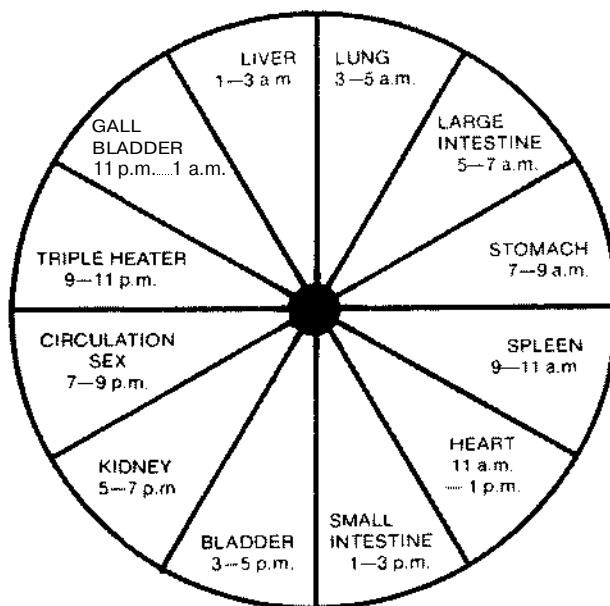 LIVER
1—3 a m
LUNG
3—5 a.m.
LARGE
INTESTINE
5—7 a.m.
STOMACH
7—9 a.m.
SPLEEN
9—11 a.m
HEART
11 a.m.
— 1 p.m.
SMALL
INTESTINE
1—3 p.m.
BLADDER
3—5 p.m.
KIDNEY
5—7 p.m
CIRCULATION
SEX
7—9 p.m.
TRIPLE HEATER
9—11 p.m.
GALL
BLADDER
11 p.m.....1 a.m.